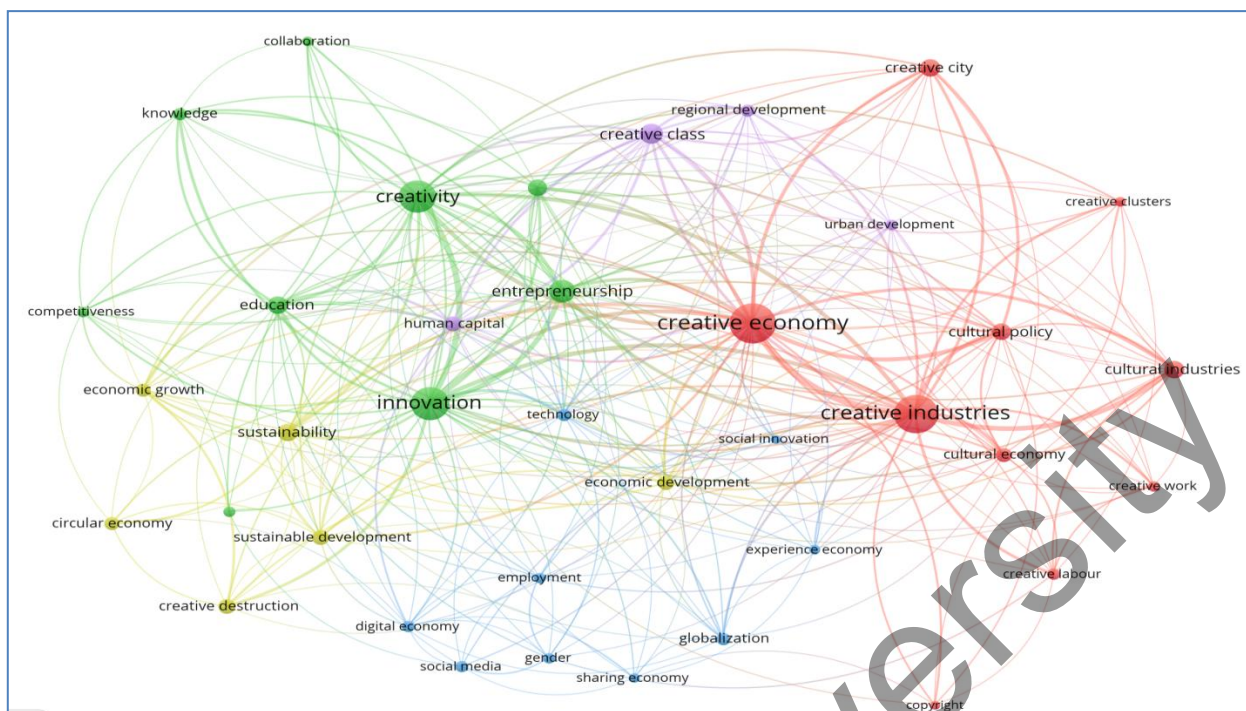 collaboration
creative city
knowledge
regional development
creative class
creativity
creative clusters
urban development
entrepreneurship
education
competitiveness
human capital
creative economy
cultural policy
cultural industries
economic growth
innovation
technology
creative industries
sustainability
social innovation
cultural economy
economic development
creative work
circular economy
sustainable development
experience economy
employment
creative labour
creative destruction
digital economy
globalization
social media
gender
sharing economy
copyright
versity